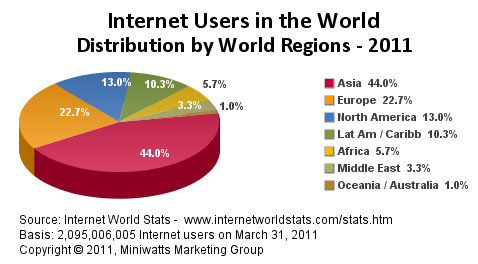 Internet Users in the World
Distribution by World Regions - 2011
13.0%
10.3%
5.7%
22.7%
3.3%
1.0%
44.0%
Asia 44.0%
Europe 22.7%
North America 13.0%
Lat Am / Caribb 10.3%
Africa 5.7%
Middle East 3.3%
Oceania / Australia 1.0%
Source: Internet World Stats - www.internetworldstats.com/stats.htm
Basis: 2,095,006,005 Internet users on March 31, 2011
Copyright © 2011, Miniwatts Marketing Group